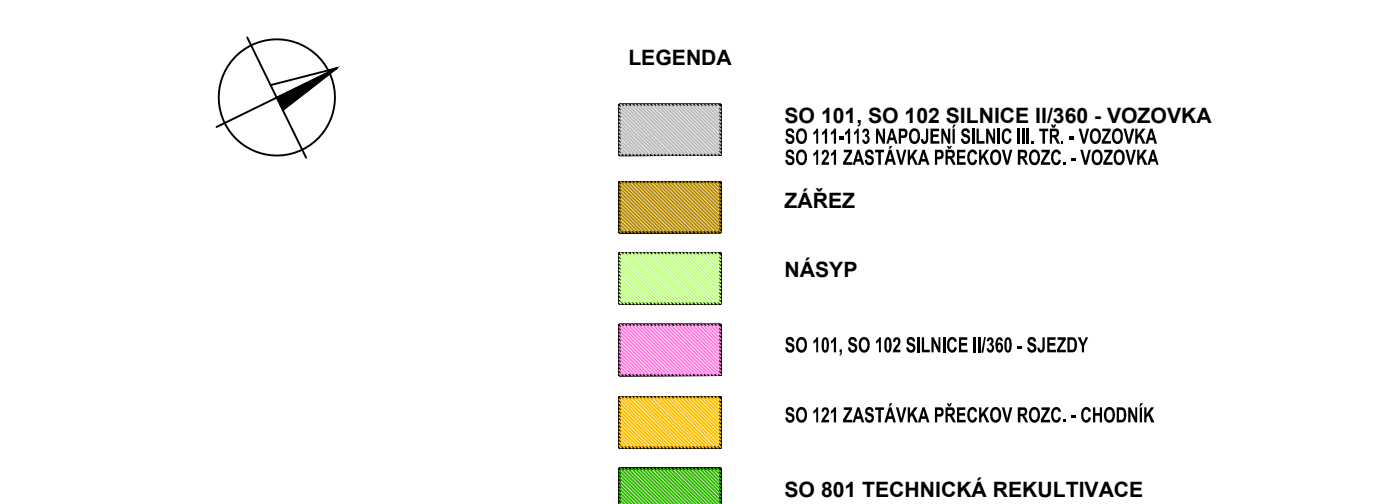 LEGENDA
SO 101, SO 102 SILNICE II/360 - VOZOVKA
SO 111-113 NAPOJENÍ SILNIC III. TŘ. - VOZOVKA
SO 121 ZASTÁVKA PŘECKOV ROZC. - VOZOVKA
ZÁŘEZ
NÁSYP
SO 101, SO 102 SILNICE II/360 - SJEZDY
SO 121 ZASTÁVKA PŘECKOV ROZC. - CHODNÍK
SO 801 TECHNICKÁ REKULTIVACE